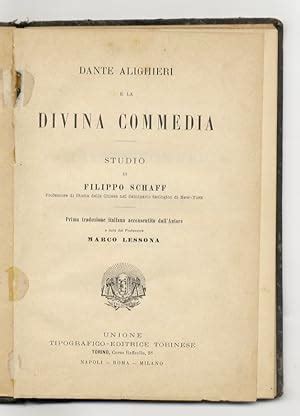 DANTE ALIGHIERI
E LA
DIVINA COMMEDIA
STUDIO
DI
FILIPPO SCHAFF
Professore di Storia della Chiesa nel Seminario teologico di New-York
Prima traduzione italiana acconsentita dall'Autore
a cura del Professore
MARCO LESSONA
UNIONE
TIPOGRAFICO-EDITRICE TORINESE
TORINO, Corso Raffaello, 28
NAPOLI - ROMA - MILANO